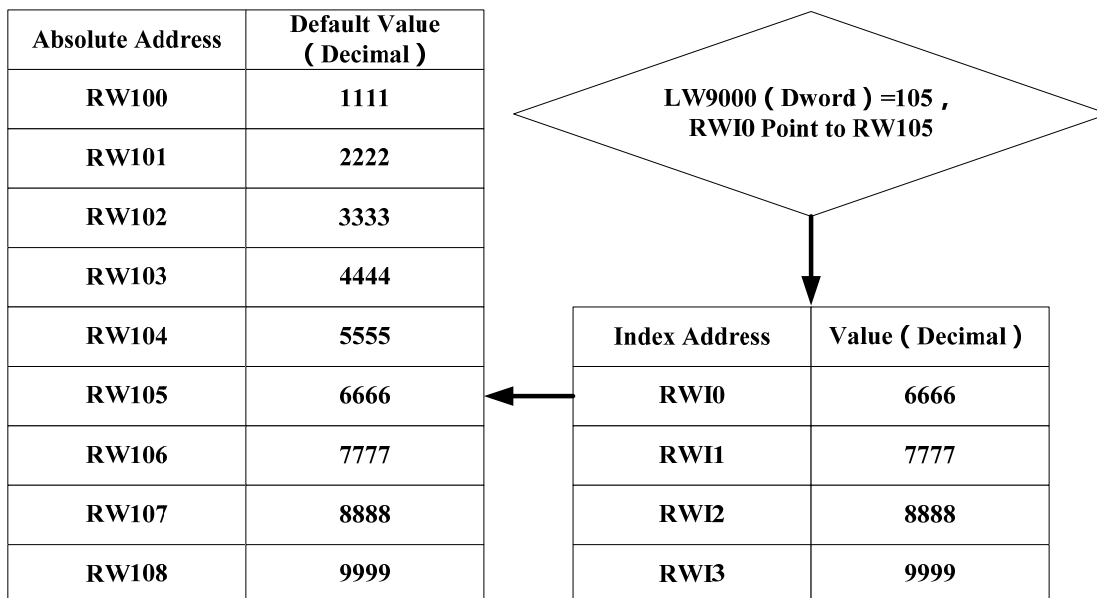 Absolute Address Default Value
( Decimal )
RW100 1111
RW101 2222
RW102 3333
RW103 4444
RW104 5555
RW105 6666
RW106 7777
RW107 8888
RW108 9999
LW9000 ( Dword ) =105 ,
RWI0 Point to RW105
Index Address Value ( Decimal )
RWI0 6666
RWI1 7777
RWI2 8888
RWI3 9999